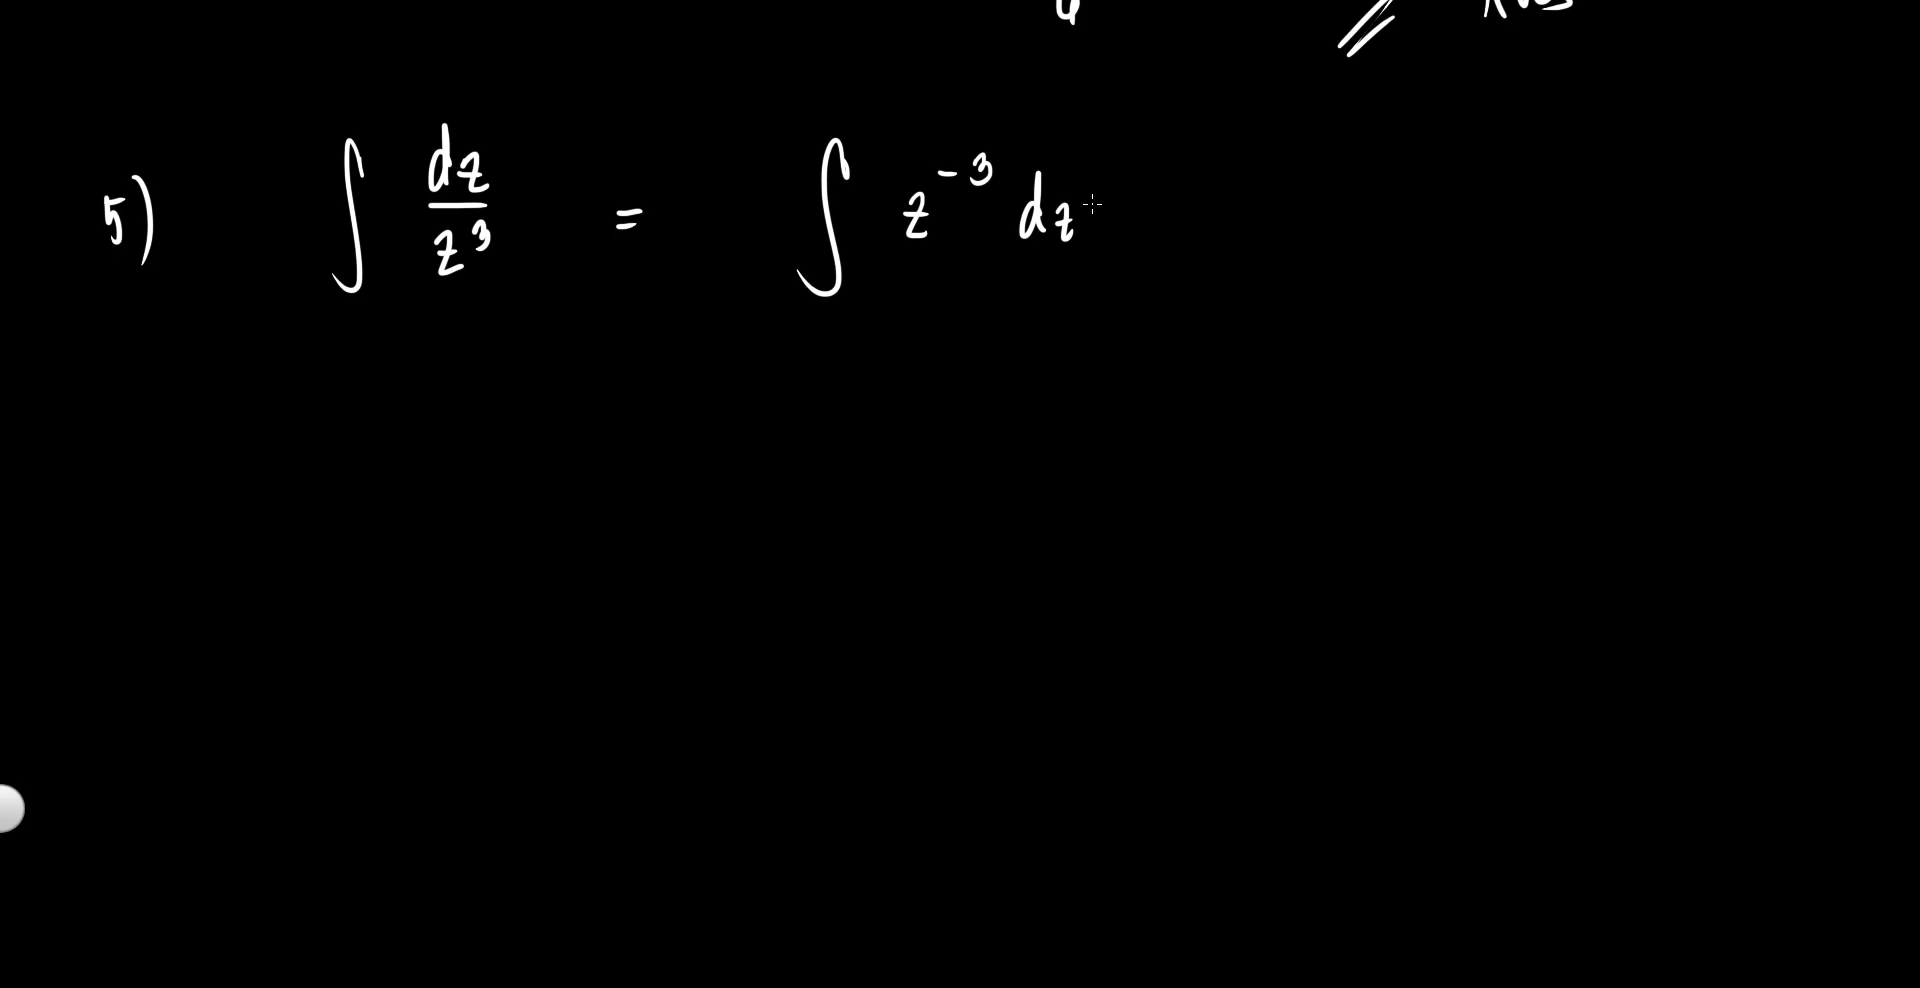 5) ∫ dz/z³ = ∫ z⁻³ dz